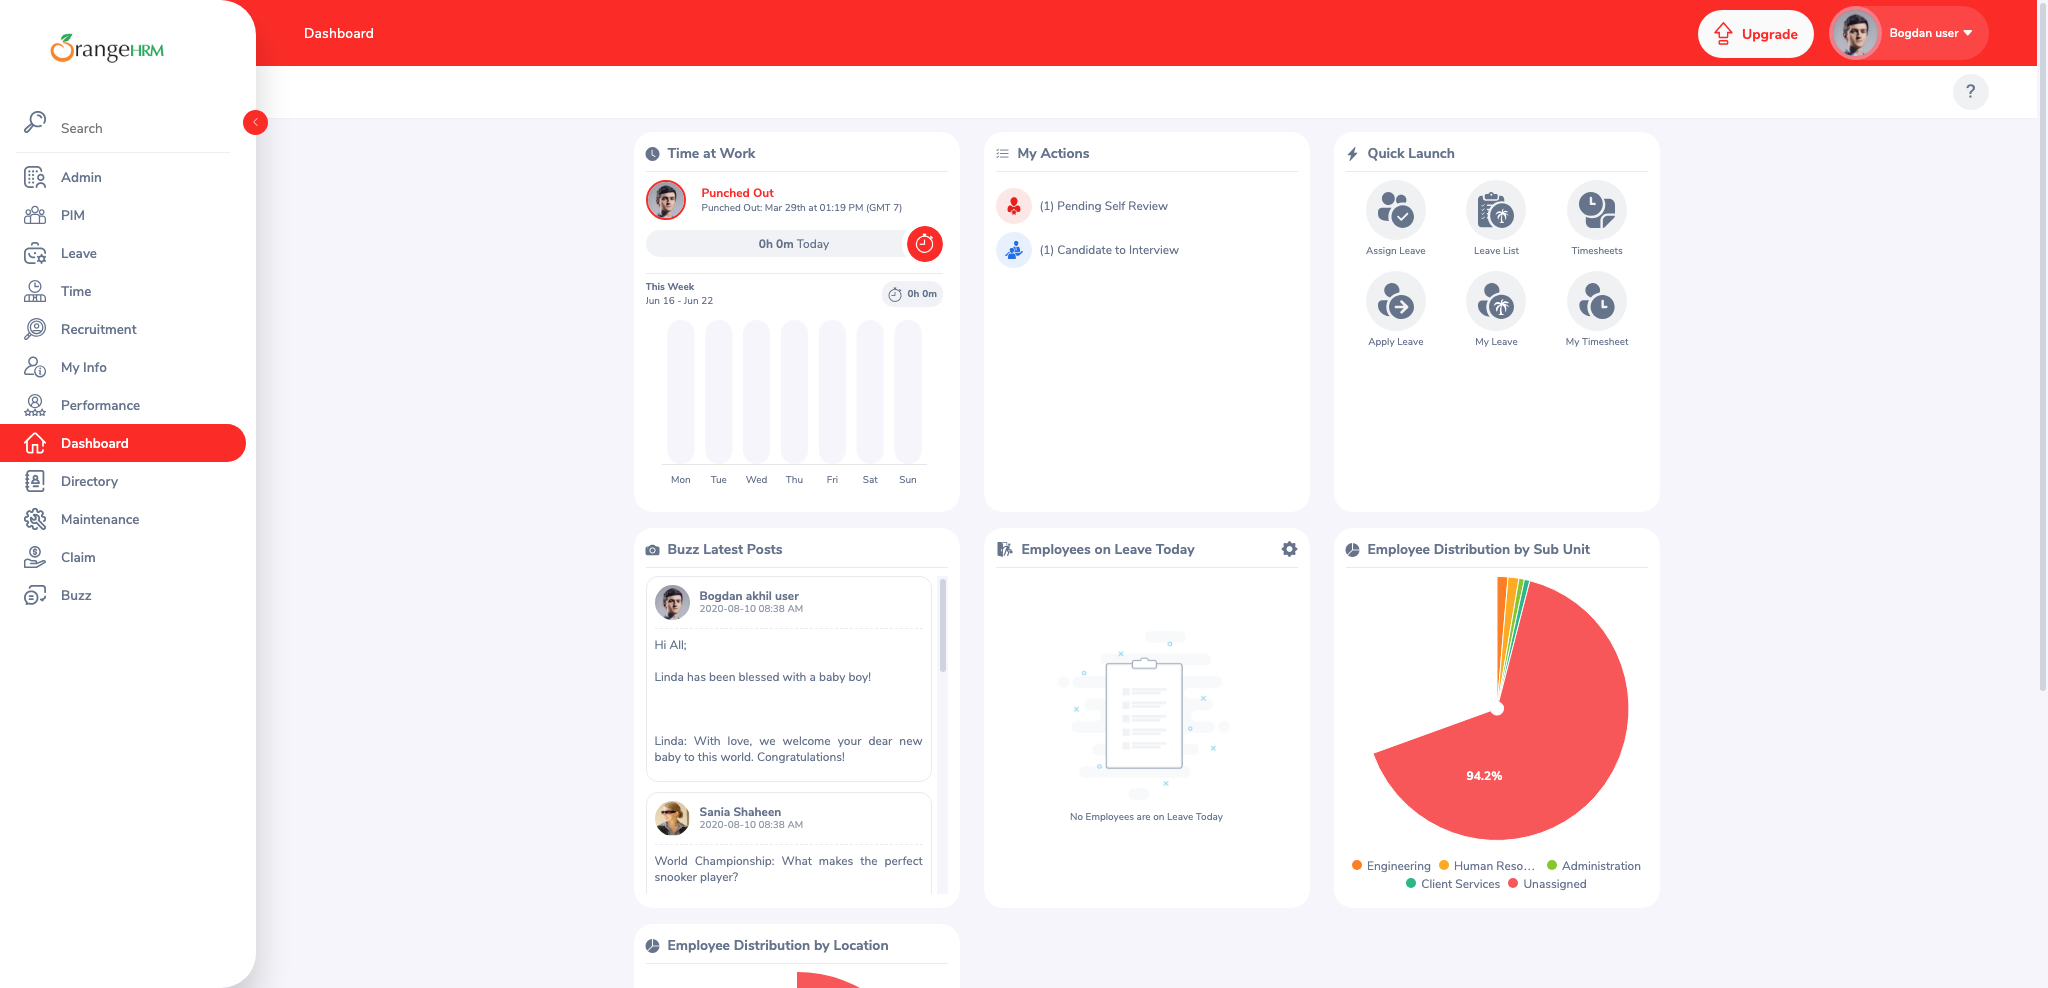 OrangeHRM
Search
Admin
PIM
Leave
Time
Recruitment
My Info
Performance
Dashboard
Directory
Maintenance
Claim
Buzz
Dashboard
Upgrade
Bogdan user
?
Time at Work
Punched Out
Punched Out: Mar 29th at 01:19 PM (GMT 7)
0h 0m Today
This Week
Jun 16 - Jun 22
0h 0m
Mon Tue Wed Thu Fri Sat Sun
My Actions
(1) Pending Self Review
(1) Candidate to Interview
Quick Launch
Assign Leave
Leave List
Timesheets
Apply Leave
My Leave
My Timesheet
Buzz Latest Posts
Bogdan akhil user
2020-08-10 08:38 AM
Hi All;
Linda has been blessed with a baby boy!
Linda: With love, we welcome your dear new
baby to this world. Congratulations!
Sania Shaheen
2020-08-10 08:38 AM
World Championship: What makes the perfect
snooker player?
Employees on Leave Today
No Employees are on Leave Today
Employee Distribution by Sub Unit
94.2%
Engineering Human Reso... Administration
Client Services Unassigned
Employee Distribution by Location